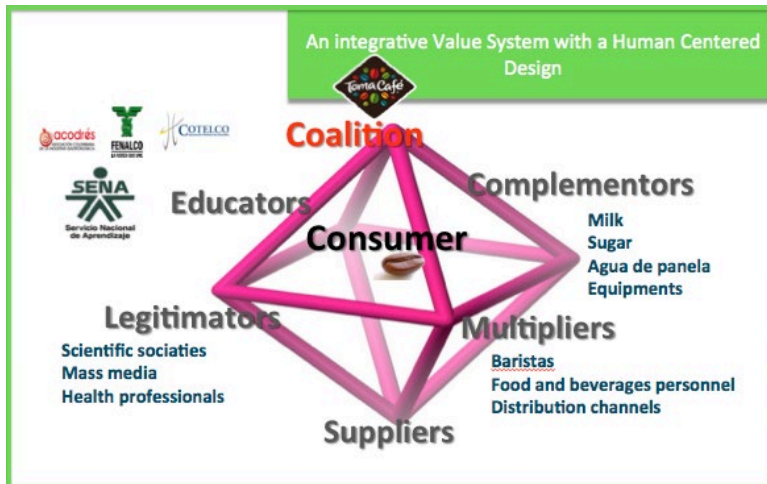 An integrative Value System with a Human Centered
Design
Toma Café
Coalition
acodrés
FENALCO
COTELCO
SENA
Servicio Nacional
de Aprendizaje
Educators
Complementors
Milk
Sugar
Agua de panela
Equipments
Consumer
Legitimators
Scientific sociaties
Mass media
Health professionals
Multipliers
Baristas
Food and beverages personnel
Distribution channels
Suppliers